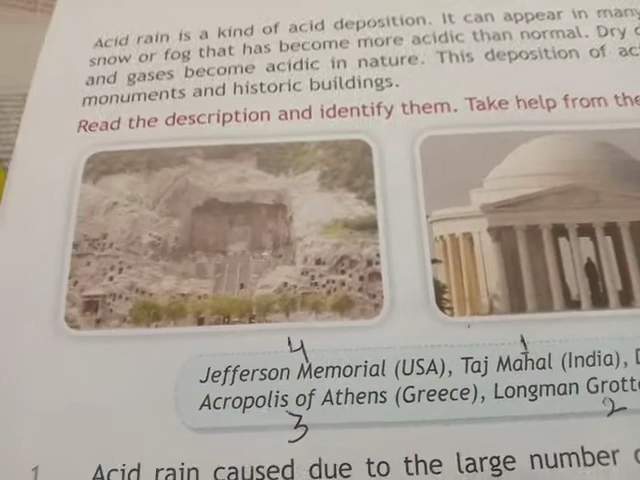 Acid rain is a kind of acid deposition. It can appear in many
snow or fog that has become more acidic than normal. Dry
and gases become acidic in nature. This deposition of
monuments and historic buildings.
Read the description and identify them. Take help from the
4 1
Jefferson Memorial (USA), Taj Mahal (India),
Acropolis of Athens (Greece), Longman
3 2
1 Acid rain caused due to the large number